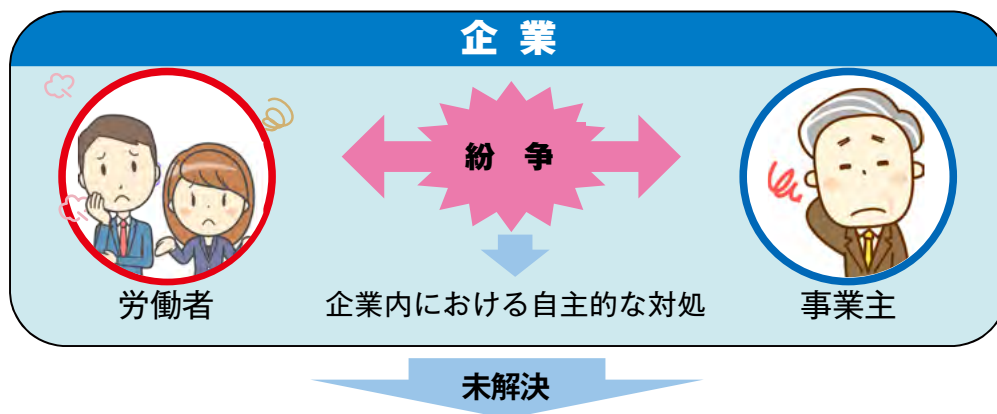 企業
紛争
労働者
企業内における自主的な対処
事業主
未解決